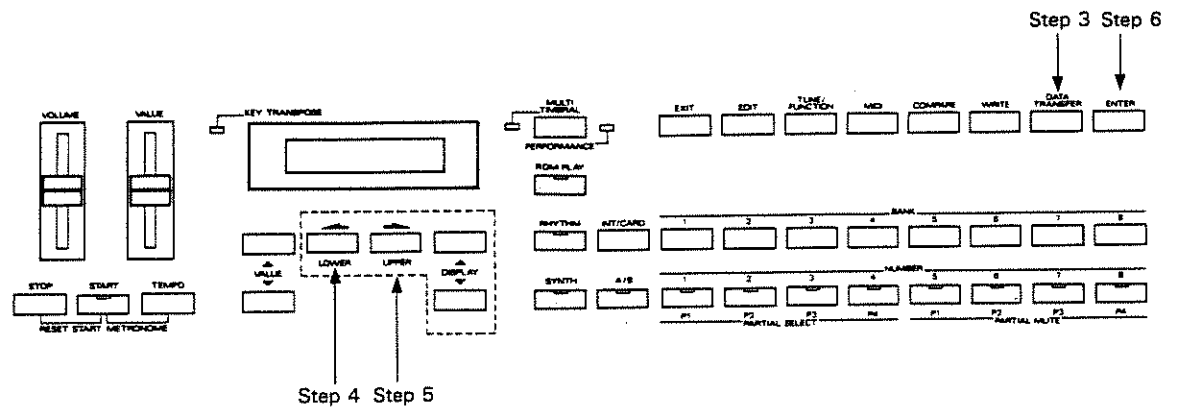 Step 3 Step 6
VOLUME
VALUE
KEY TRANSPOSE
MULTI TIMBRAL
PERFORMANCE
EXIT
EDIT
TUNE/FUNCTION
MIDI
COMPARE
WRITE
DATA TRANSFER
ENTER
ROM PLAY
RHYTHM
INT/CARD
BANK
1 2 3 4 5 6 7 8
LOWER
UPPER
VALUE
DISPLAY
STOP
START
TEMPO
RESET START
METRONOME
SYNTH
A/B
NUMBER
1 2 3 4 5 6 7 8
P1 P2 P3 P4 P1 P2 P3 P4
PARTIAL SELECT
PARTIAL MUTE
Step 4 Step 5